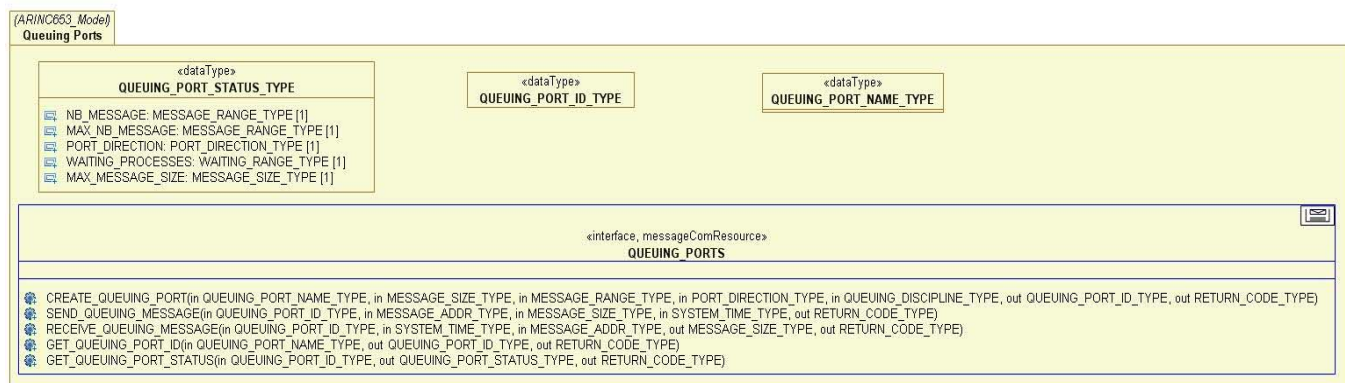 (ARINC653_Model)
Queuing Ports
«dataType»
QUEUING_PORT_STATUS_TYPE
NB_MESSAGE: MESSAGE_RANGE_TYPE [1]
MAX_NB_MESSAGE: MESSAGE_RANGE_TYPE [1]
PORT_DIRECTION: PORT_DIRECTION_TYPE [1]
WAITING_PROCESSES: WAITING_RANGE_TYPE [1]
MAX_MESSAGE_SIZE: MESSAGE_SIZE_TYPE [1]
«dataType»
QUEUING_PORT_ID_TYPE
«dataType»
QUEUING_PORT_NAME_TYPE
«interface, messageComResource»
QUEUING_PORTS
CREATE_QUEUING_PORT(in QUEUING_PORT_NAME_TYPE, in MESSAGE_SIZE_TYPE, in MESSAGE_RANGE_TYPE, in PORT_DIRECTION_TYPE, in QUEUING_DISCIPLINE_TYPE, out QUEUING_PORT_ID_TYPE, out RETURN_CODE_TYPE)
SEND_QUEUING_MESSAGE(in QUEUING_PORT_ID_TYPE, in MESSAGE_ADDR_TYPE, in MESSAGE_SIZE_TYPE, in SYSTEM_TIME_TYPE, out RETURN_CODE_TYPE)
RECEIVE_QUEUING_MESSAGE(in QUEUING_PORT_ID_TYPE, in SYSTEM_TIME_TYPE, in MESSAGE_ADDR_TYPE, out MESSAGE_SIZE_TYPE, out RETURN_CODE_TYPE)
GET_QUEUING_PORT_ID(in QUEUING_PORT_NAME_TYPE, out QUEUING_PORT_ID_TYPE, out RETURN_CODE_TYPE)
GET_QUEUING_PORT_STATUS(in QUEUING_PORT_ID_TYPE, out QUEUING_PORT_STATUS_TYPE, out RETURN_CODE_TYPE)